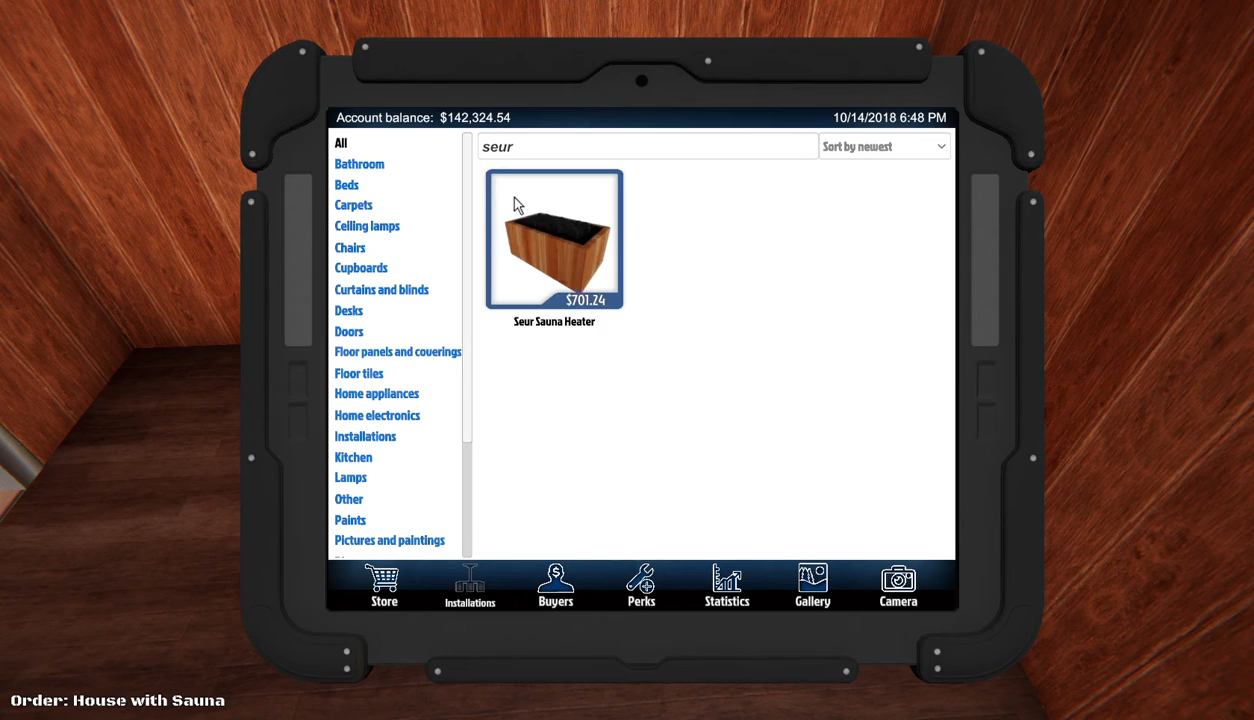 Account balance: $142,324.54
10/14/2018 6:48 PM
All
Bathroom
Beds
Carpets
Ceiling lamps
Chairs
Cupboards
Curtains and blinds
Desks
Doors
Floor panels and coverings
Floor tiles
Home appliances
Home electronics
Installations
Kitchen
Lamps
Other
Paints
Pictures and paintings
seur
Sort by newest
$701.24
Seur Sauna Heater
Store
Installations
Buyers
Perks
Statistics
Gallery
Camera
Order: House with Sauna